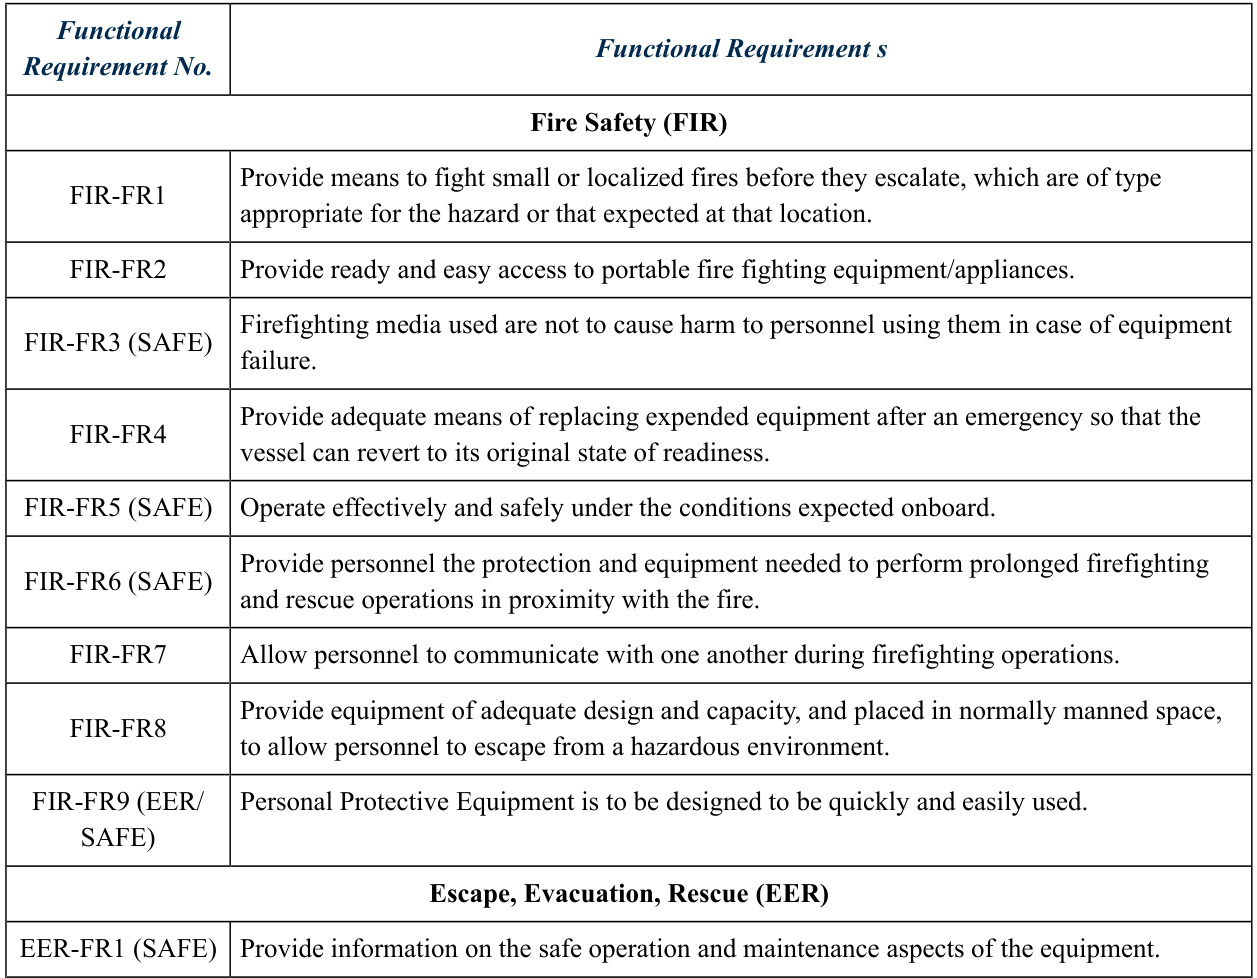 Functional
Requirement No.
Functional Requirement s
Fire Safety (FIR)
FIR-FR1
Provide means to fight small or localized fires before they escalate, which are of type
appropriate for the hazard or that expected at that location.
FIR-FR2
Provide ready and easy access to portable fire fighting equipment/appliances.
FIR-FR3 (SAFE)
Firefighting media used are not to cause harm to personnel using them in case of equipment
failure.
FIR-FR4
Provide adequate means of replacing expended equipment after an emergency so that the
vessel can revert to its original state of readiness.
FIR-FR5 (SAFE)
Operate effectively and safely under the conditions expected onboard.
FIR-FR6 (SAFE)
Provide personnel the protection and equipment needed to perform prolonged firefighting
and rescue operations in proximity with the fire.
FIR-FR7
Allow personnel to communicate with one another during firefighting operations.
FIR-FR8
Provide equipment of adequate design and capacity, and placed in normally manned space,
to allow personnel to escape from a hazardous environment.
FIR-FR9 (EER/
SAFE)
Personal Protective Equipment is to be designed to be quickly and easily used.
Escape, Evacuation, Rescue (EER)
EER-FR1 (SAFE)
Provide information on the safe operation and maintenance aspects of the equipment.